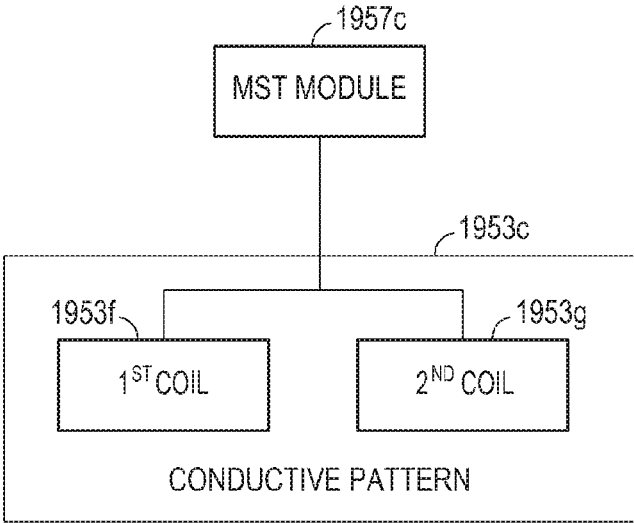 1957c
MST MODULE
1953c
1953f
1953g
1ST COIL
2ND COIL
CONDUCTIVE PATTERN